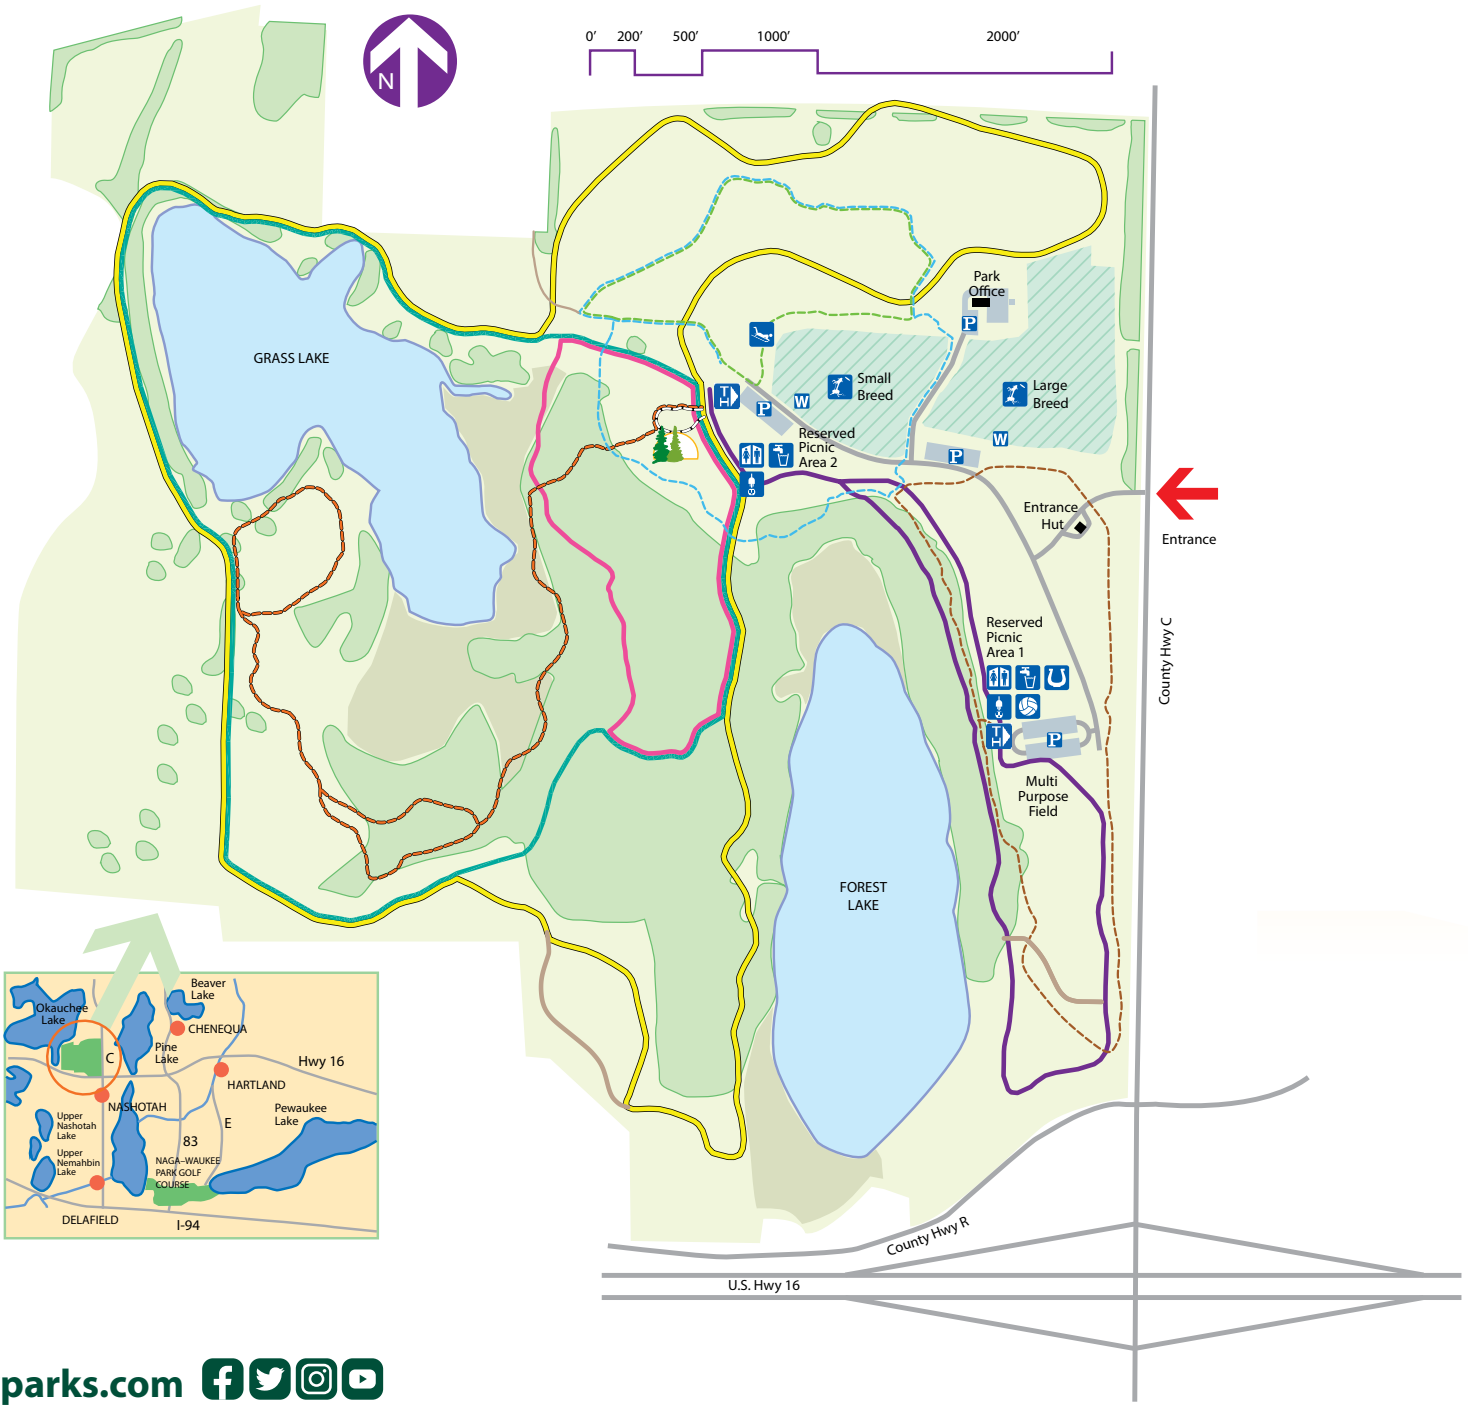 0’ 200’ 500’ 1000’ 2000’
N
Park
Office
P
GRASS LAKE
Small
Breed
Large
Breed
TH
P
W
W
P
Reserved
Picnic
Area 2
Entrance
Hut
Entrance
County Hwy C
Reserved
Picnic
Area 1
TH
P
Multi
Purpose
Field
FOREST
LAKE
Beaver
Lake
Okauchee
Lake
CHENEQUA
Pine
Lake
C
Hwy 16
HARTLAND
NASHOTAH
Pewaukee
Lake
Upper
Nashotah
Lake
E
83
Upper
Nemahbin
Lake
NAGA–WAUKEE
PARK GOLF
COURSE
DELAFIELD
I-94
County Hwy R
U.S. Hwy 16
parks.com